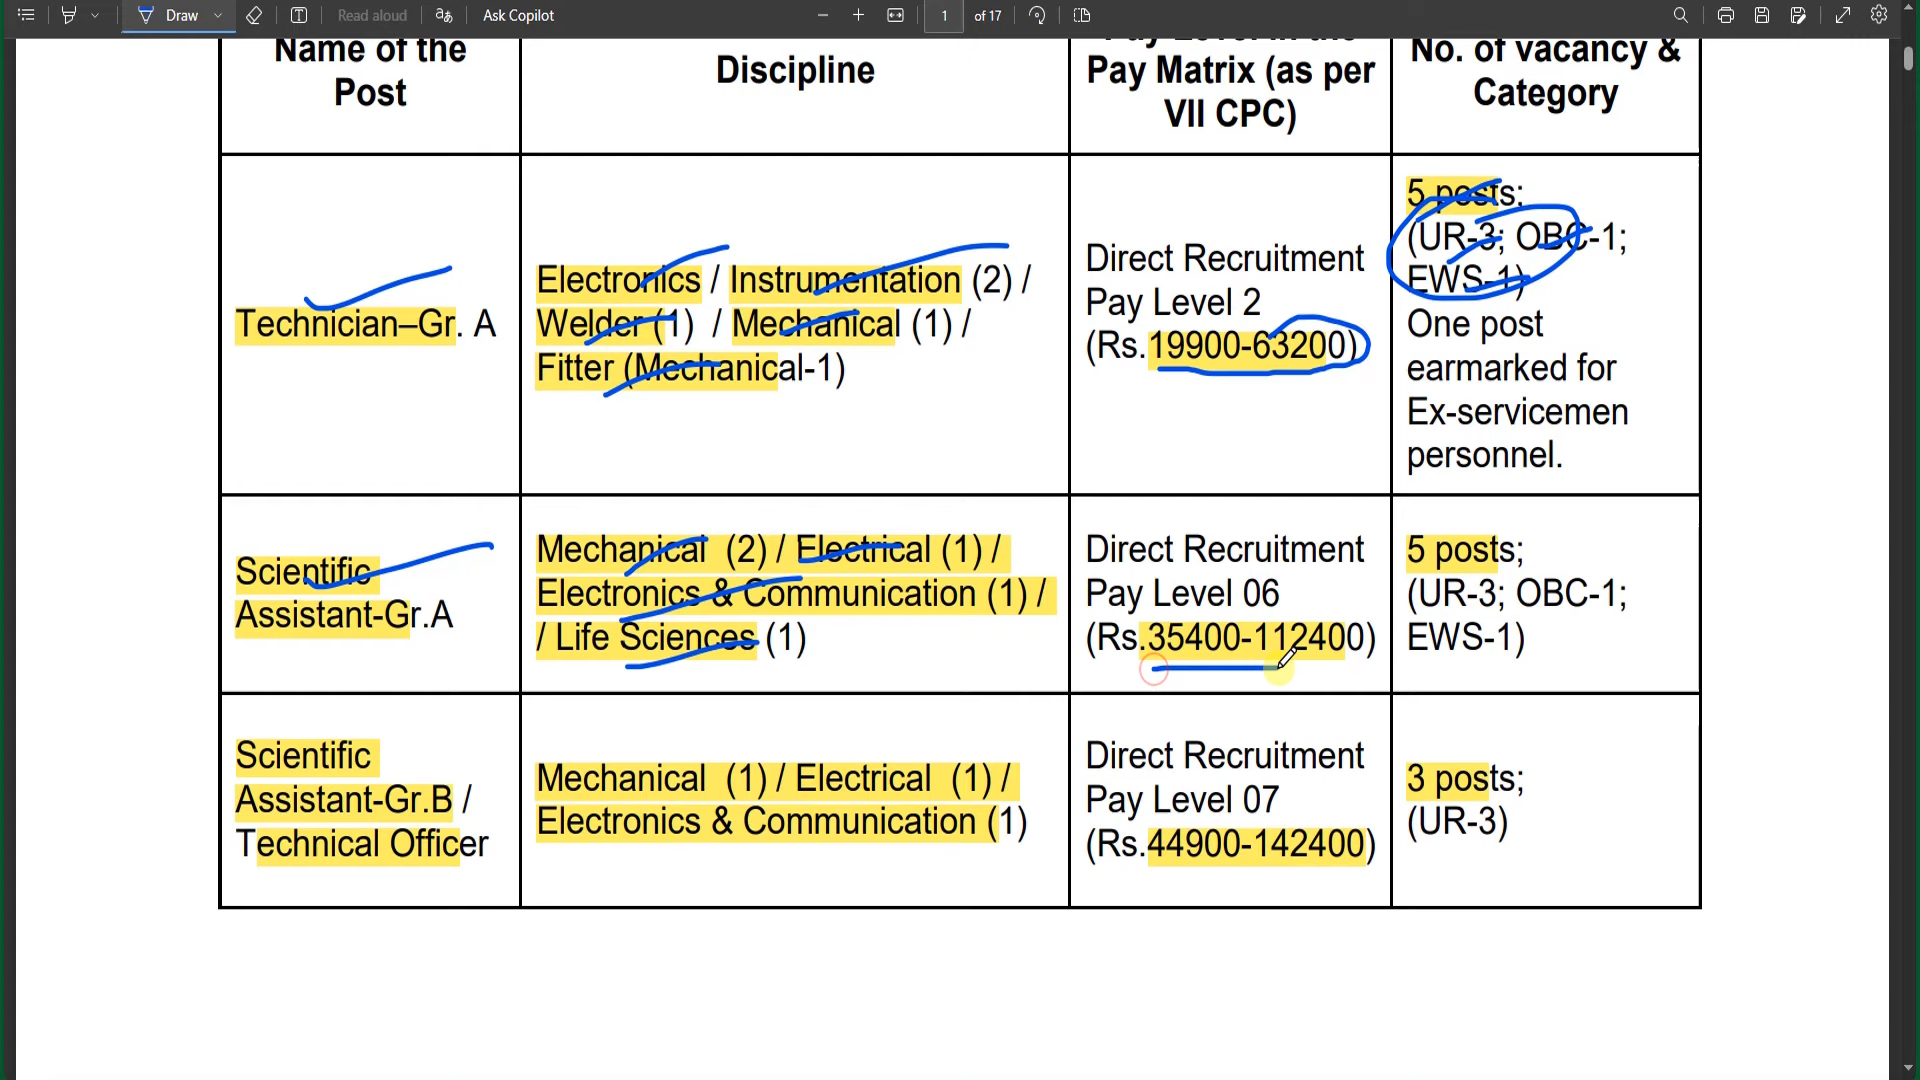 Draw
Read aloud
Ask Copilot
1 of 17
Name of the
Post
Discipline
Pay Matrix (as per
VII CPC)
No. of vacancy &
Category
Technician–Gr. A
Electronics / Instrumentation (2) /
Welder (1) / Mechanical (1) /
Fitter (Mechanical-1)
Direct Recruitment
Pay Level 2
(Rs.19900-63200)
5 posts;
(UR-3; OBC-1;
EWS-1)
One post
earmarked for
Ex-servicemen
personnel.
Scientific
Assistant-Gr.A
Mechanical (2) / Electrical (1) /
Electronics & Communication (1) /
/ Life Sciences (1)
Direct Recruitment
Pay Level 06
(Rs.35400-112400)
5 posts;
(UR-3; OBC-1;
EWS-1)
Scientific
Assistant-Gr.B /
Technical Officer
Mechanical (1) / Electrical (1) /
Electronics & Communication (1)
Direct Recruitment
Pay Level 07
(Rs.44900-142400)
3 posts;
(UR-3)